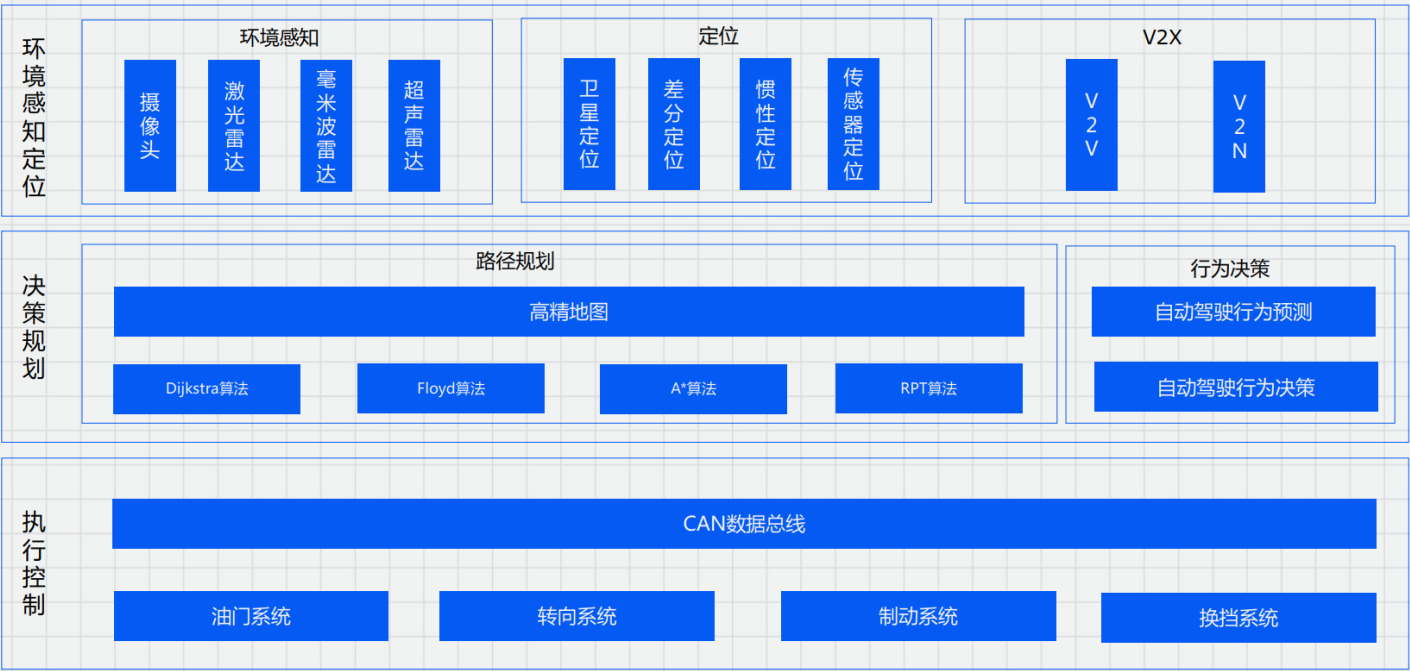 环境感知定位
环境感知
摄像头
激光雷达
毫米波雷达
超声雷达
定位
卫星定位
差分定位
惯性定位
传感器定位
V2X
V2V
V2N
决策规划
路径规划
高精地图
Dijkstra算法
Floyd算法
A*算法
RPT算法
行为决策
自动驾驶行为预测
自动驾驶行为决策
执行控制
CAN数据总线
油门系统
转向系统
制动系统
换挡系统